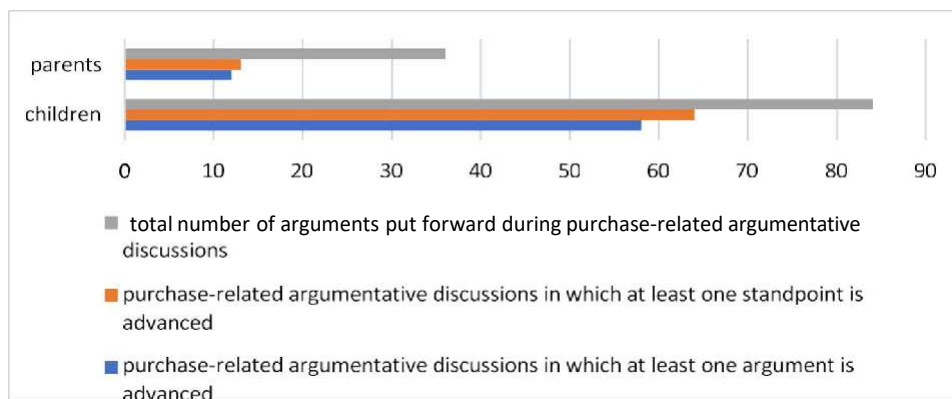 parents
children
0 10 20 30 40 50 60 70 80 90
total number of arguments put forward during purchase-related argumentative
discussions
purchase-related argumentative discussions in which at least one standpoint is
advanced
purchase-related argumentative discussions in which at least one argument is
advanced